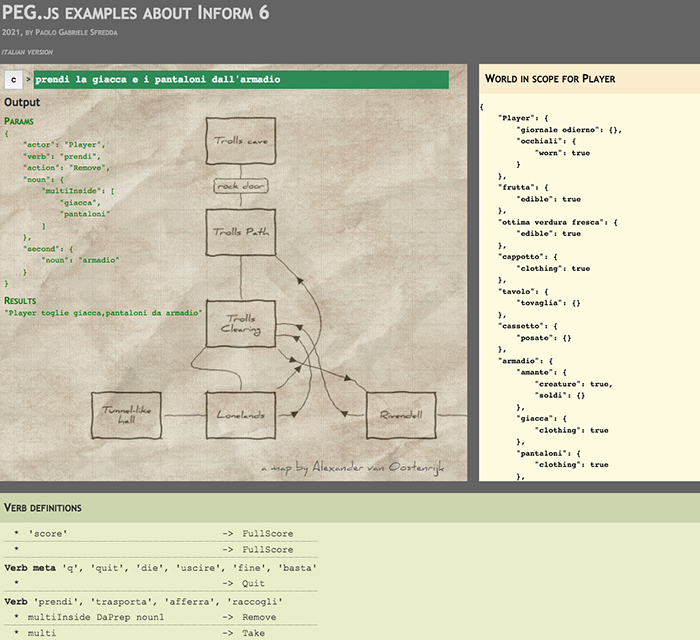 PEG.js examples about Inform 6
2021, by Paolo Gabriele Sfredda
italian version
c > prendi la giacca e i pantaloni dall'armadio
Output
Params
{
"actor": "Player",
"verb": "prendi",
"action": "Remove",
"noun": {
"multiInside": [
"giacca",
"pantaloni"
]
},
"second": {
"noun": "armadio"
}
}
Results
"Player toglie giacca,pantaloni da armadio"
Trolls cave
rock door
Trolls Path
Trolls
Clearing
Tunnel-like
hall
Lonelands
Rivendell
a map by Alexander van Oostenrijk
World in scope for Player
{
"Player": {
"giornale odierno": {},
"occhiali": {
"worn": true
}
},
"frutta": {
"edible": true
},
"ottima verdura fresca": {
"edible": true
},
"cappotto": {
"clothing": true
},
"tavolo": {
"tovaglia": {}
},
"cassetto": {
"posate": {}
},
"armadio": {
"amante": {
"creature": true,
"soldi": {}
},
"giacca": {
"clothing": true
},
"pantaloni": {
"clothing": true
},
Verb definitions
* 'score' -> FullScore
* -> FullScore
Verb meta 'q', 'quit', 'die', 'uscire', 'fine', 'basta'
* -> Quit
Verb 'prendi', 'trasporta', 'afferra', 'raccogli'
* multiInside DaPrep noun1 -> Remove
* multi -> Take